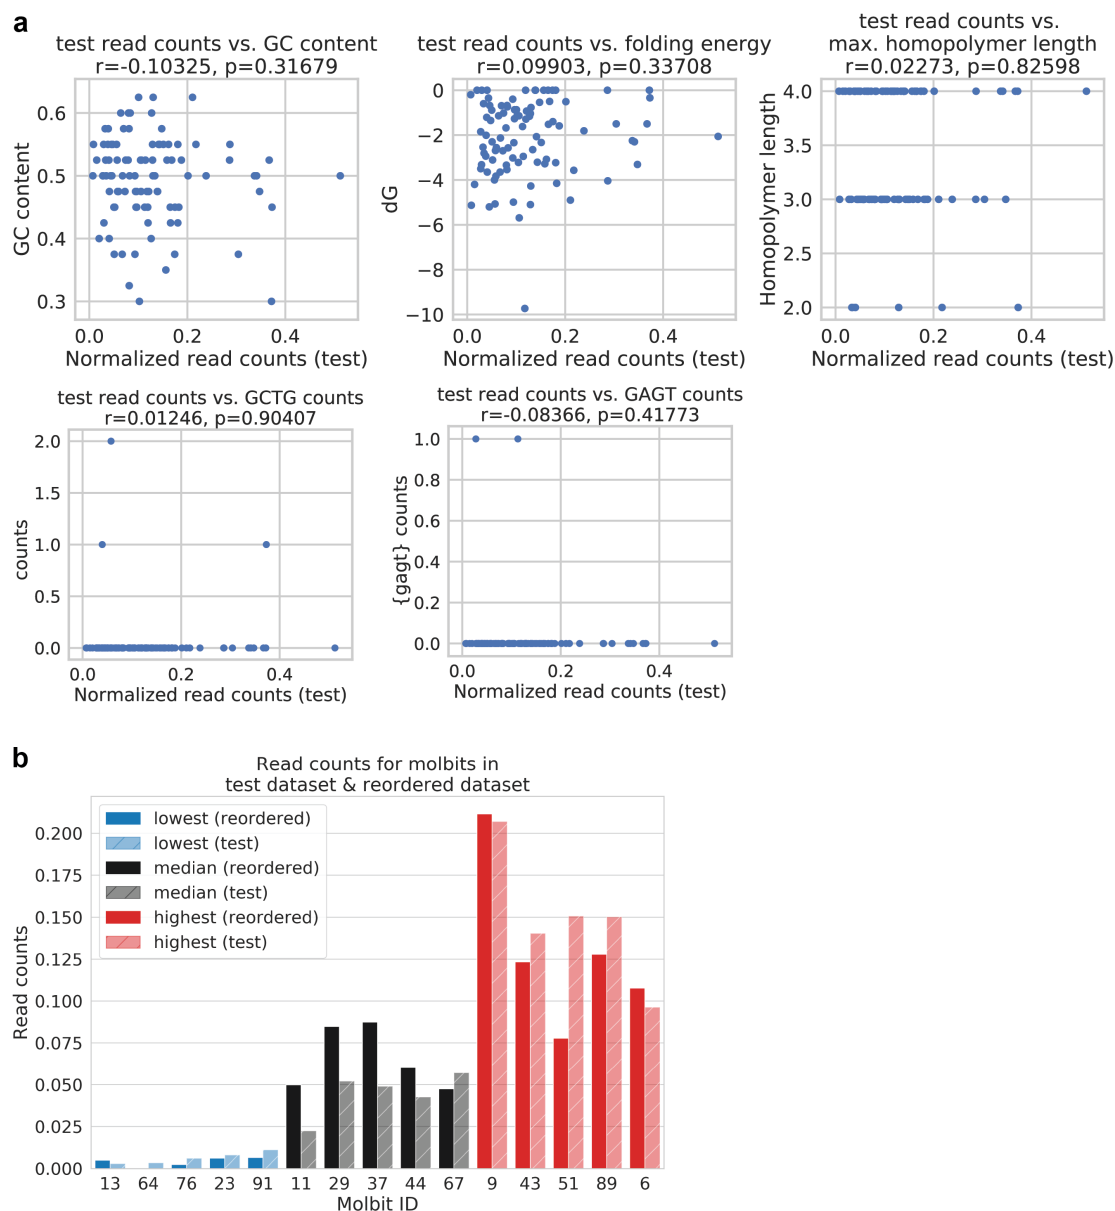 a
test read counts vs. GC content
r=-0.10325, p=0.31679
GC content
0.6
0.5
0.4
0.3
0.0 0.2 0.4
Normalized read counts (test)
test read counts vs. folding energy
r=0.09903, p=0.33708
dG
0
−2
−4
−6
−8
−10
0.0 0.2 0.4
Normalized read counts (test)
test read counts vs.
max. homopolymer length
r=0.02273, p=0.82598
Homopolymer length
4.0
3.5
3.0
2.5
2.0
0.0 0.2 0.4
Normalized read counts (test)
test read counts vs. GCTG counts
r=0.01246, p=0.90407
counts
2.0
1.5
1.0
0.5
0.0
0.0 0.2 0.4
Normalized read counts (test)
test read counts vs. GAGT counts
r=-0.08366, p=0.41773
{gagt} counts
1.0
0.8
0.6
0.4
0.2
0.0
0.0 0.2 0.4
Normalized read counts (test)
b
Read counts for molbits in
test dataset & reordered dataset
Read counts
0.200
0.175
0.150
0.125
0.100
0.075
0.050
0.025
0.000
lowest (reordered)
lowest (test)
median (reordered)
median (test)
highest (reordered)
highest (test)
13 64 76 23 91 11 29 37 44 67 9 43 51 89 6
Molbit ID